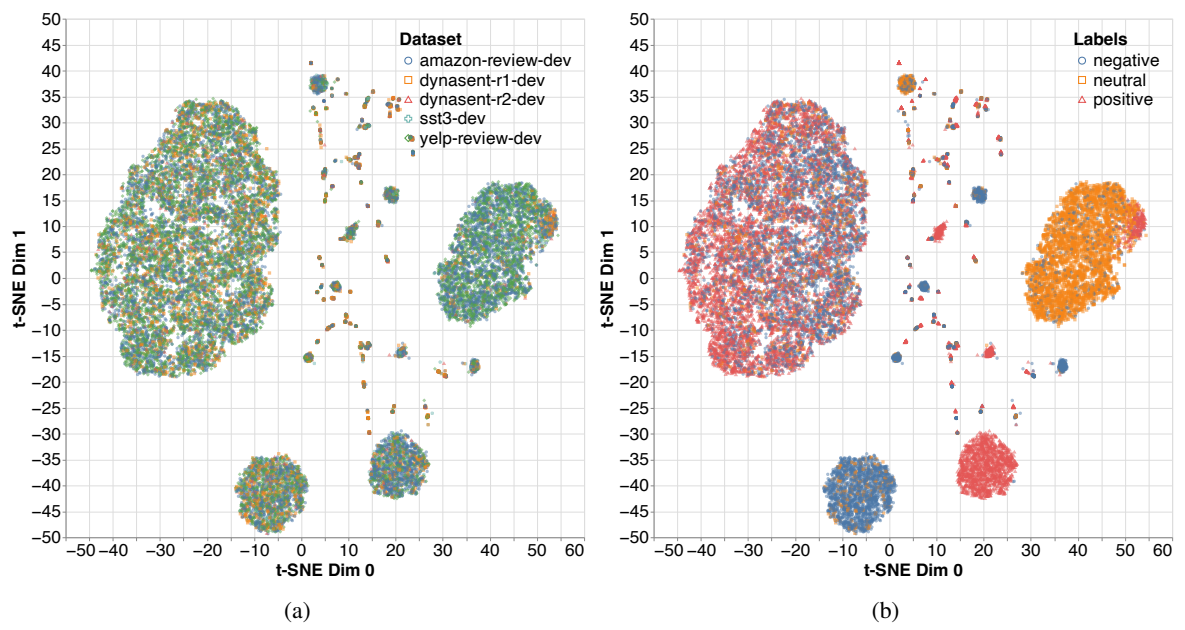 50
45
40
35
30
25
20
15
10
5
0
−5
−10
−15
−20
−25
−30
−35
−40
−45
−50
t-SNE Dim 1
−50 −40 −30 −20 −10 0 10 20 30 40 50 60
t-SNE Dim 0
Dataset
amazon-review-dev
dynasent-r1-dev
dynasent-r2-dev
sst3-dev
yelp-review-dev
(a)
50
45
40
35
30
25
20
15
10
5
0
−5
−10
−15
−20
−25
−30
−35
−40
−45
−50
t-SNE Dim 1
−50 −40 −30 −20 −10 0 10 20 30 40 50 60
t-SNE Dim 0
Labels
negative
neutral
positive
(b)